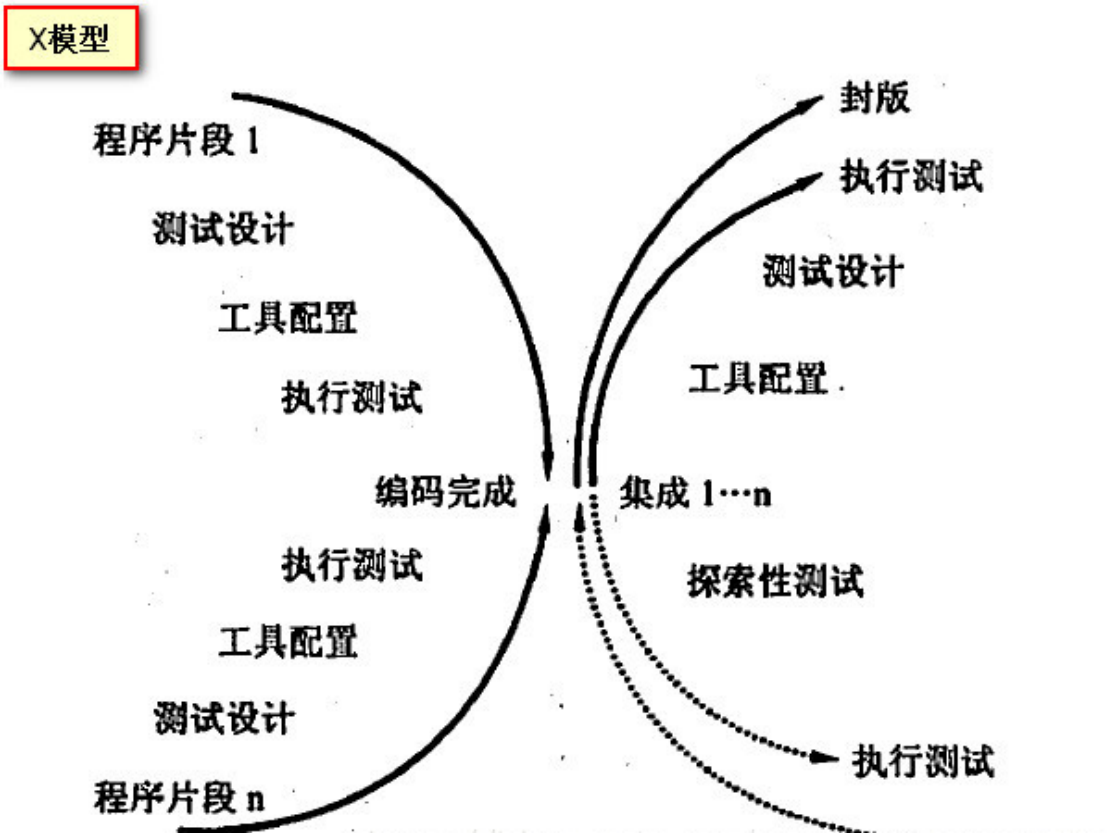 X模型
程序片段 1
测试设计
工具配置
执行测试
编码完成
执行测试
工具配置
测试设计
程序片段 n
封版
执行测试
测试设计
工具配置
集成 1…n
探索性测试
执行测试